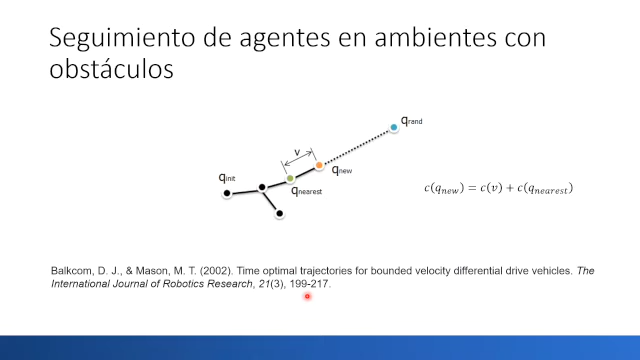 Seguimiento de agentes en ambientes con
obstáculos
qrand
v
qnew
qinit
qnearest
c(qnew) = c(v) + c(qnearest)
Balkcom, D. J., & Mason, M. T. (2002). Time optimal trajectories for bounded velocity differential drive vehicles. The
International Journal of Robotics Research, 21(3), 199-217.